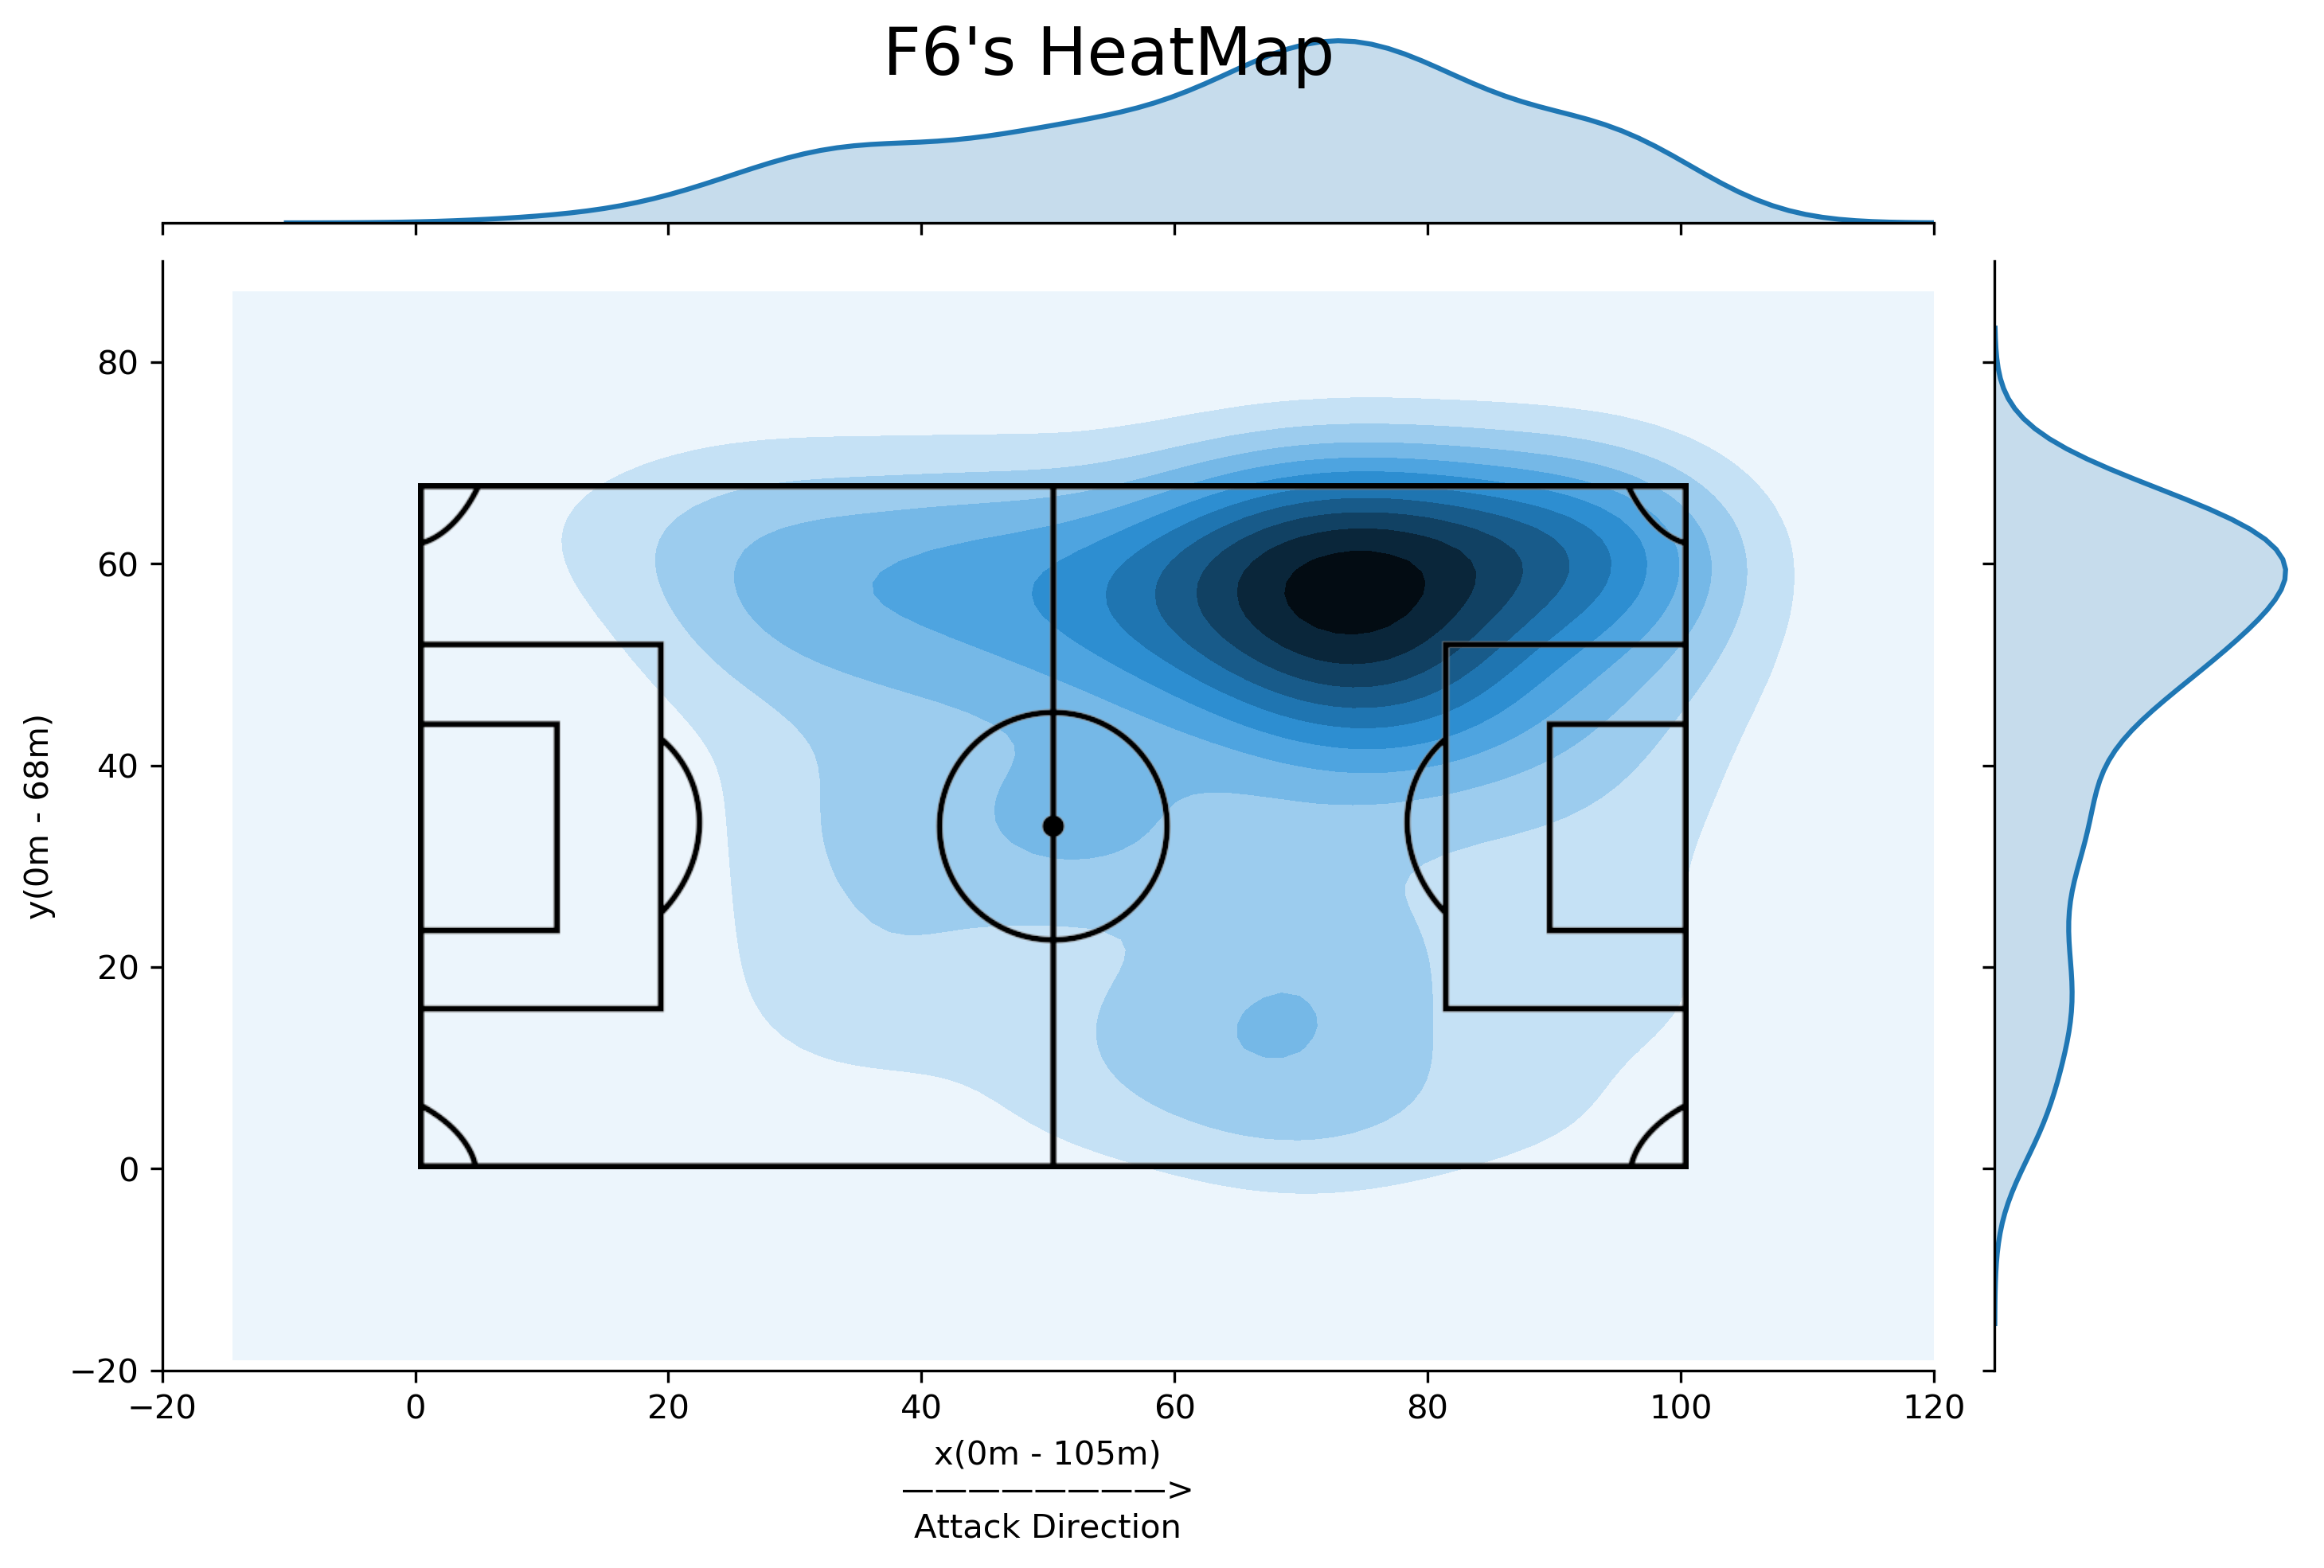 F6's HeatMap
80
60
40
20
0
−20
y(0m - 68m)
−20 0 20 40 60 80 100 120
x(0m - 105m)
————————>
Attack Direction